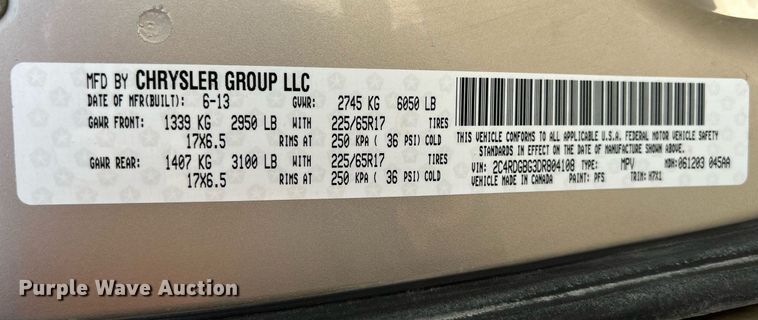 MFD BY CHRYSLER GROUP LLC
DATE OF MFR(BUILT): 6-13 GVWR: 2745 KG 6050 LB
GAWR FRONT: 1339 KG 2950 LB WITH 225/65R17 TIRES
17X6.5 RIMS AT 250 KPA ( 36 PSI) COLD
GAWR REAR: 1407 KG 3100 LB WITH 225/65R17 TIRES
17X6.5 RIMS AT 250 KPA ( 36 PSI) COLD
THIS VEHICLE CONFORMS TO ALL APPLICABLE U.S.A. FEDERAL MOTOR VEHICLE SAFETY
STANDARDS IN EFFECT ON THE DATE OF MANUFACTURE SHOWN ABOVE.
VIN: 2C4RDGBG3DR804108 TYPE: MPV MDH: 061203 045AA
VEHICLE MADE IN CANADA PAINT: PFS TRIM: H7X1
Purple Wave Auction